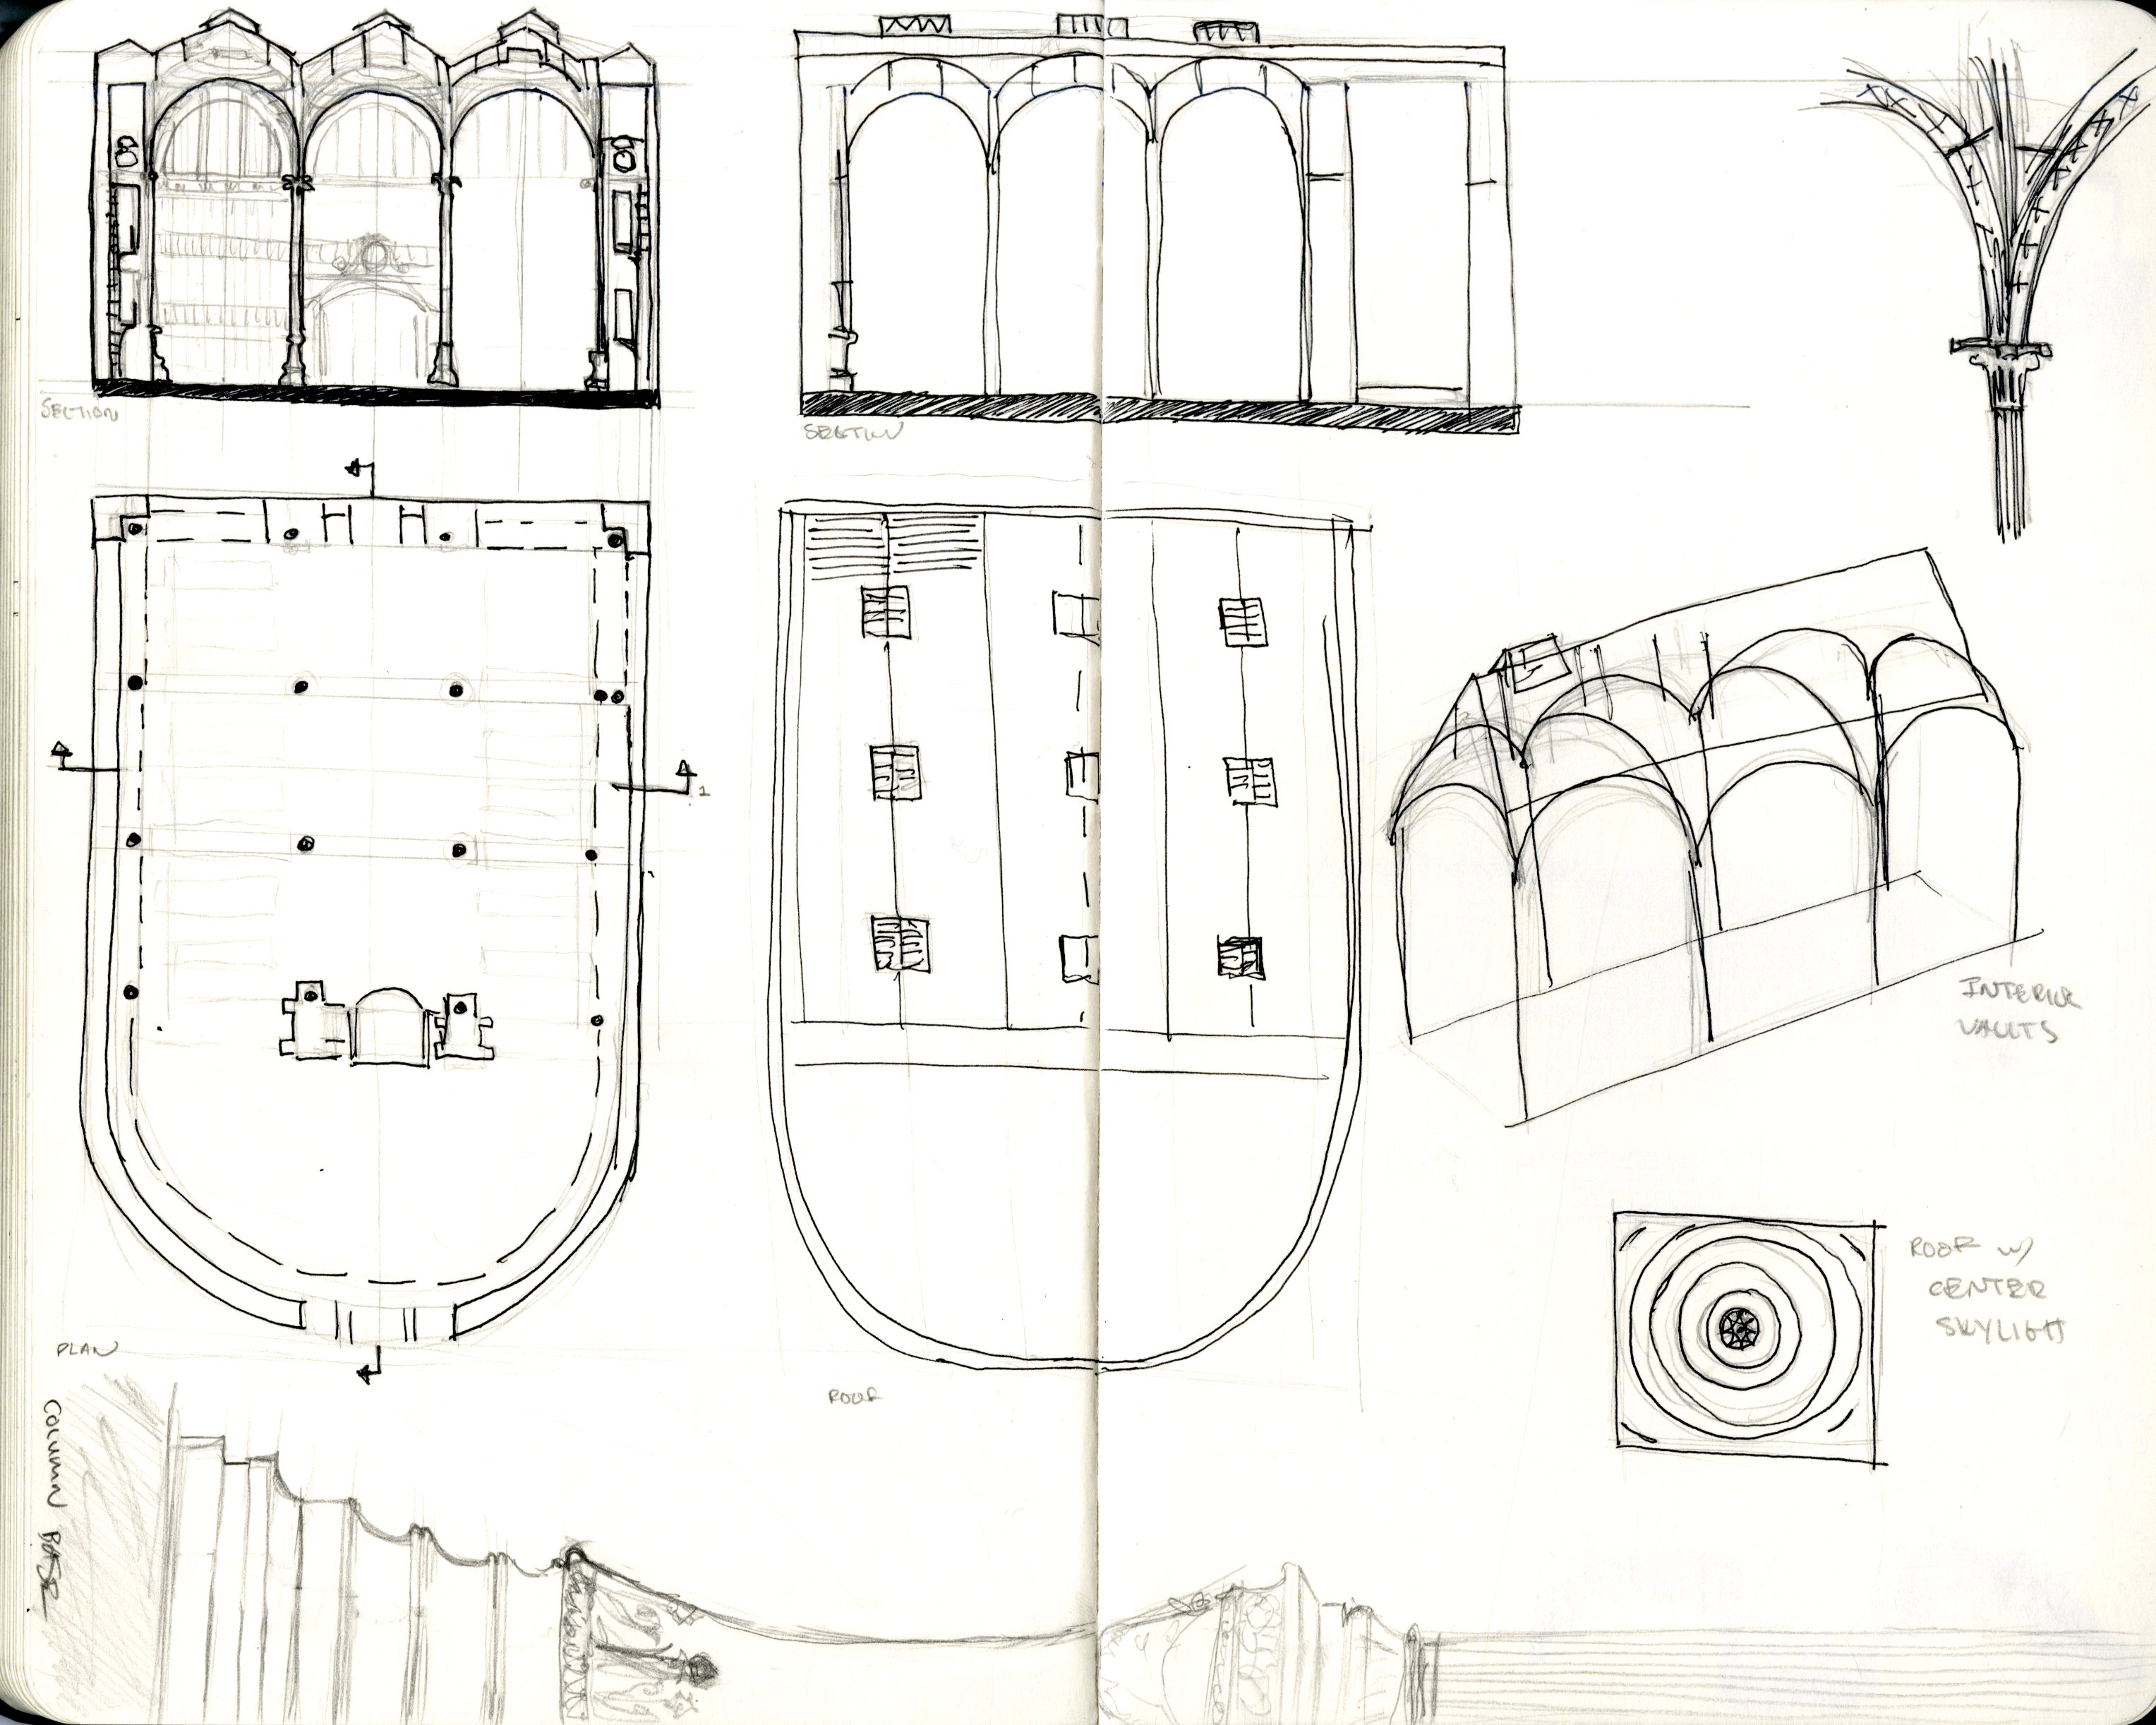 SECTION
SECTION
1
INTERIOR
VAULTS
ROOF W/
CENTER
SKYLIGHT
PLAN
ROOF
COLUMN BASE